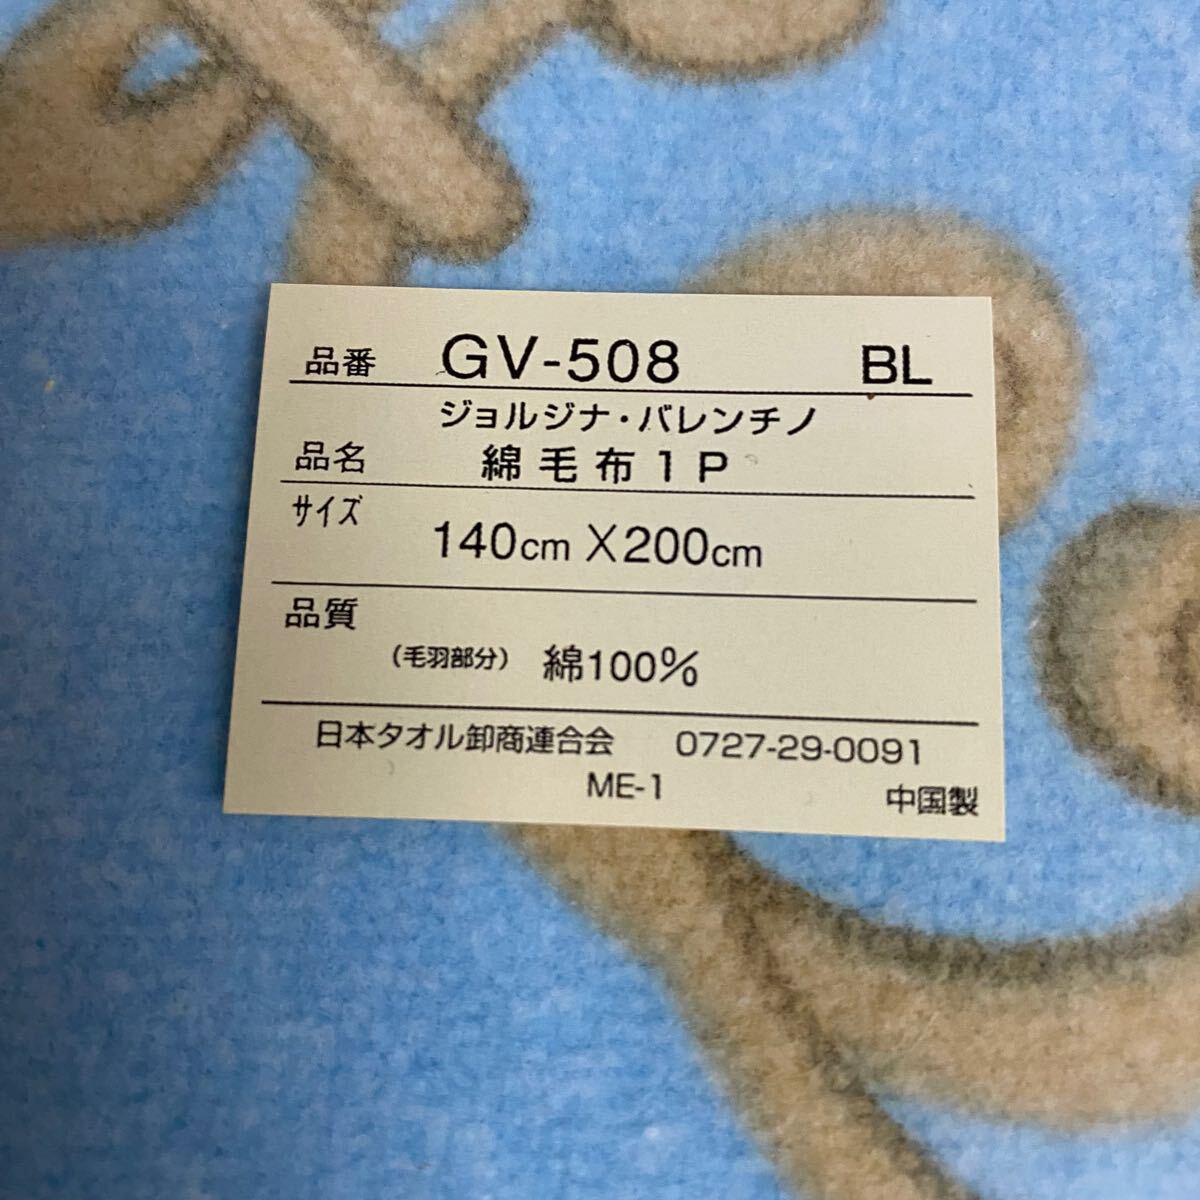 品番 GV-508 BL
ジョルジナ・バレンチノ
品名 綿毛布1P
サイズ
140cm X200cm
品質
(毛羽部分) 綿100%
日本タオル卸商連合会 0727-29-0091
ME-1
中国製